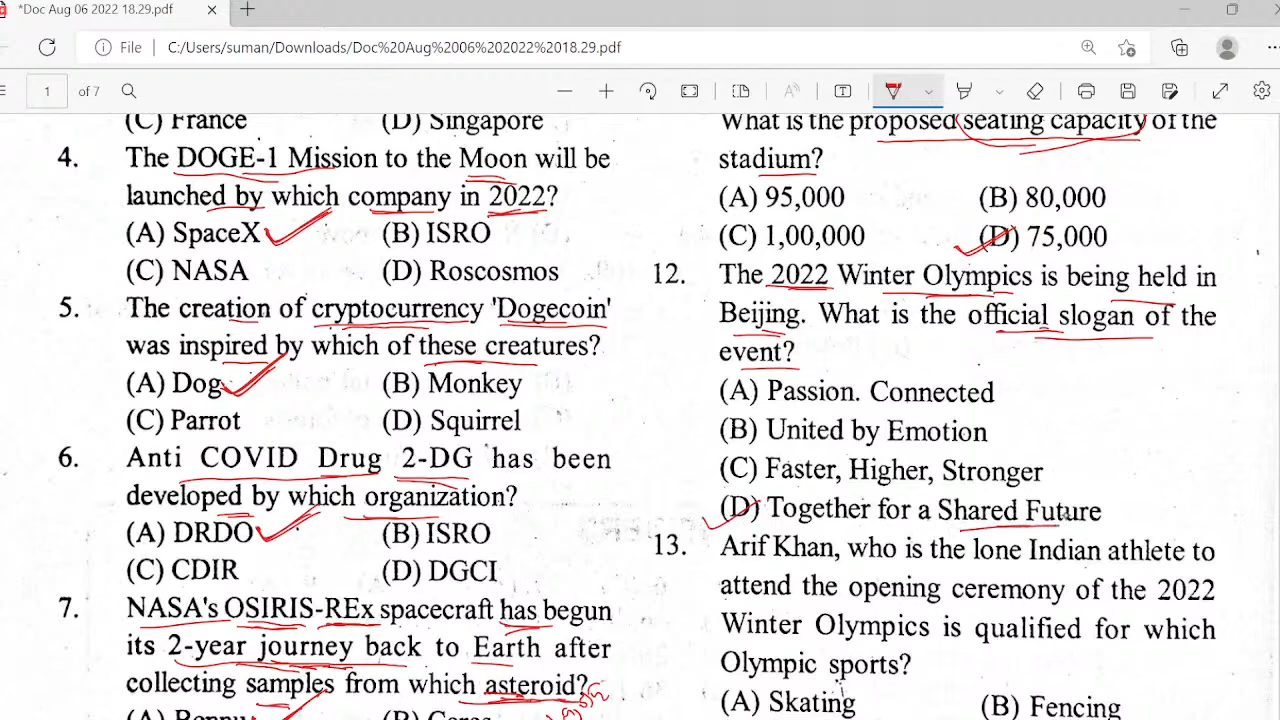 *Doc Aug 06 2022 18.29.pdf
File C:/Users/suman/Downloads/Doc%20Aug%2006%202022%2018.29.pdf
1 of 7
(C) France (D) Singapore
4. The DOGE-1 Mission to the Moon will be
launched by which company in 2022?
(A) SpaceX (B) ISRO
(C) NASA (D) Roscosmos
5. The creation of cryptocurrency 'Dogecoin'
was inspired by which of these creatures?
(A) Dog (B) Monkey
(C) Parrot (D) Squirrel
6. Anti COVID Drug 2-DG has been
developed by which organization?
(A) DRDO (B) ISRO
(C) CDIR (D) DGCI
7. NASA's OSIRIS-REx spacecraft has begun
its 2-year journey back to Earth after
collecting samples from which asteroid?
(A) Bennu (B) Ceres
What is the proposed seating capacity of the
stadium?
(A) 95,000 (B) 80,000
(C) 1,00,000 (D) 75,000
12. The 2022 Winter Olympics is being held in
Beijing. What is the official slogan of the
event?
(A) Passion. Connected
(B) United by Emotion
(C) Faster, Higher, Stronger
(D) Together for a Shared Future
13. Arif Khan, who is the lone Indian athlete to
attend the opening ceremony of the 2022
Winter Olympics is qualified for which
Olympic sports?
(A) Skating (B) Fencing